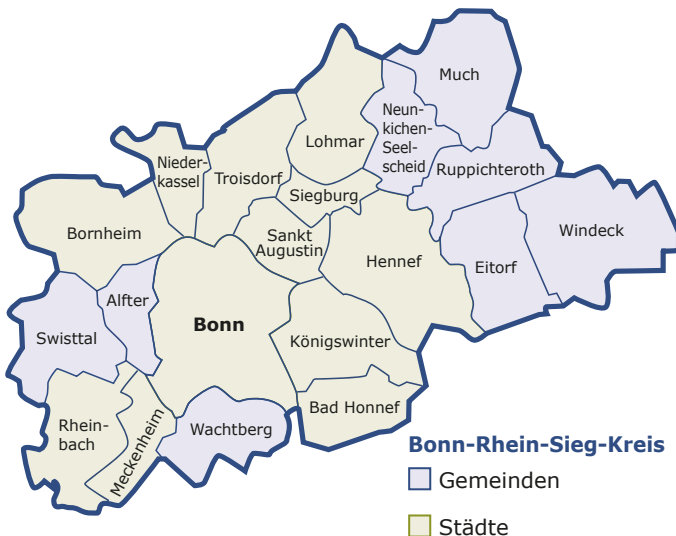 Much
Neun-
kichen-
Seel-
scheid
Lohmar
Nieder-
kassel
Troisdorf
Ruppichteroth
Siegburg
Bornheim
Sankt
Augustin
Hennef
Windeck
Eitorf
Alfter
Bonn
Swisttal
Königswinter
Bad Honnef
Rhein-
bach
Meckenheim
Wachtberg
Bonn-Rhein-Sieg-Kreis
Gemeinden
Städte